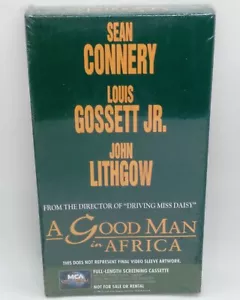 SEAN
CONNERY
LOUIS
GOSSETT JR.
JOHN
LITHGOW
FROM THE DIRECTOR OF "DRIVING MISS DAISY"
A GOOD MAN
in AFRICA
THIS DOES NOT REPRESENT FINAL VIDEO SLEEVE ARTWORK.
MCA
FULL-LENGTH SCREENING CASSETTE
NOT FOR SALE OR RENTAL